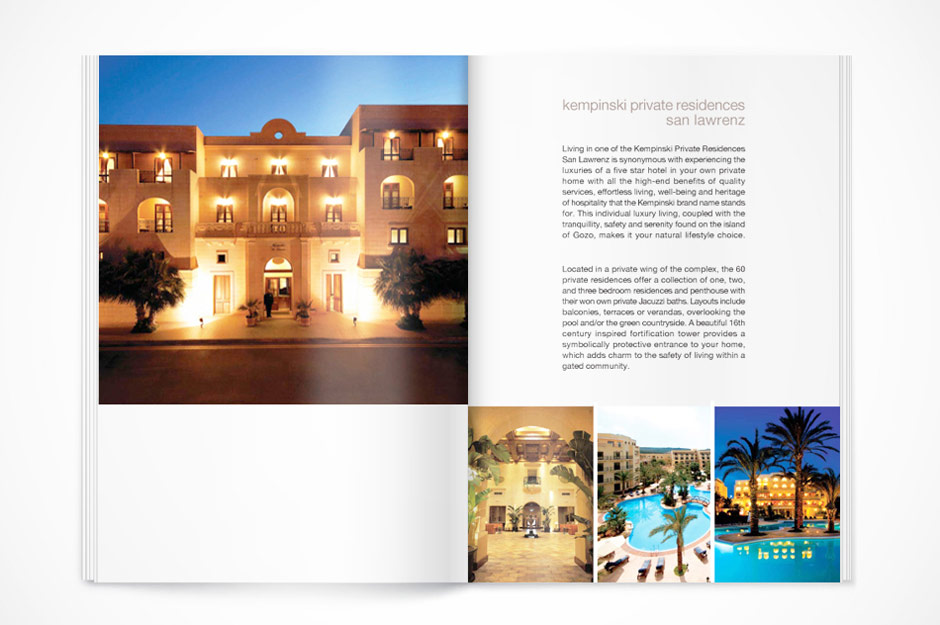 kempinski private residences
san lawrenz
Living in one of the Kempinski Private Residences
San Lawrenz is synonymous with experiencing the
luxuries of a five star hotel in your own private
home with all the high-end benefits of quality
services, effortless living, well-being and heritage
of hospitality that the Kempinski brand name stands
for. This individual luxury living, coupled with the
tranquillity, safety and serenity found on the island
of Gozo, makes it your natural lifestyle choice.
Located in a private wing of the complex, the 60
private residences offer a collection of one, two,
and three bedroom residences and penthouse with
their won own private Jacuzzi baths. Layouts include
balconies, terraces or verandas, overlooking the
pool and/or the green countryside. A beautiful 16th
century inspired fortification tower provides a
symbolically protective entrance to your home,
which adds charm to the safety of living within a
gated community.